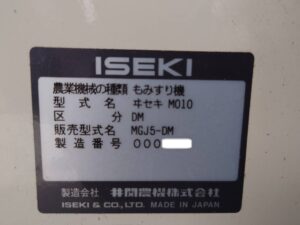 ISEKI
農業機械の種類 もみすり機
型式名 ヰセキ MO10
区分 DM
販売型式名 MGJ5-DM
製造番号 000
製造会社 井関農機株式会社
ISEKI & CO., LTD. MADE IN JAPAN